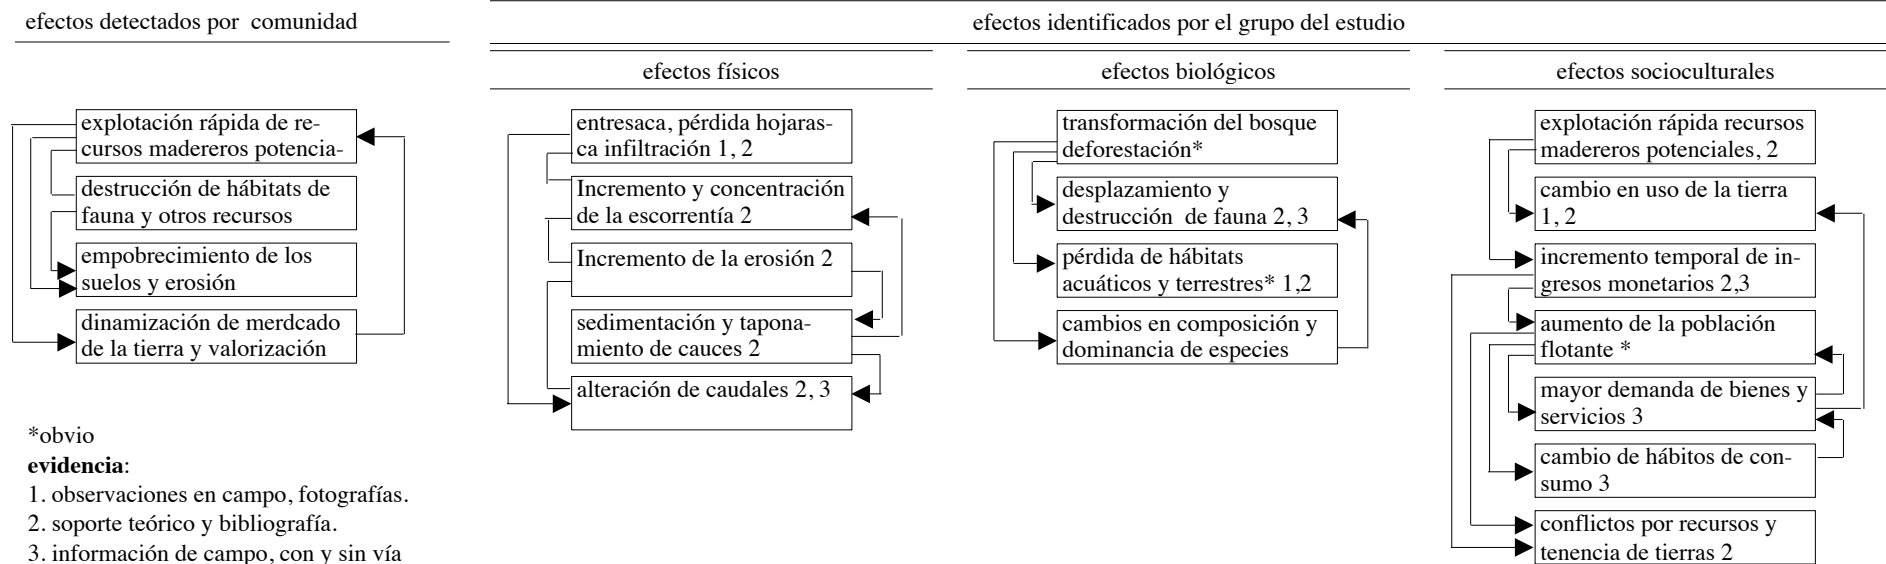 efectos detectados por comunidad
efectos identificados por el grupo del estudio
efectos físicos
efectos biológicos
efectos socioculturales
explotación rápida de re-
cursos madereros potencia-
destrucción de hábitats de
fauna y otros recursos
empobrecimiento de los
suelos y erosión
dinamización de merdcado
de la tierra y valorización
entresaca, pérdida hojaras-
ca infiltración 1, 2
Incremento y concentración
de la escorrentía 2
Incremento de la erosión 2
sedimentación y tapona-
miento de cauces 2
alteración de caudales 2, 3
transformación del bosque
deforestación*
desplazamiento y
destrucción de fauna 2, 3
pérdida de hábitats
acuáticos y terrestres* 1,2
cambios en composición y
dominancia de especies
explotación rápida recursos
madereros potenciales, 2
cambio en uso de la tierra
1, 2
incremento temporal de in-
gresos monetarios 2,3
aumento de la población
flotante *
mayor demanda de bienes y
servicios 3
cambio de hábitos de con-
sumo 3
conflictos por recursos y
tenencia de tierras 2
*obvio
evidencia:
1. observaciones en campo, fotografías.
2. soporte teórico y bibliografía.
3. información de campo, con y sin vía